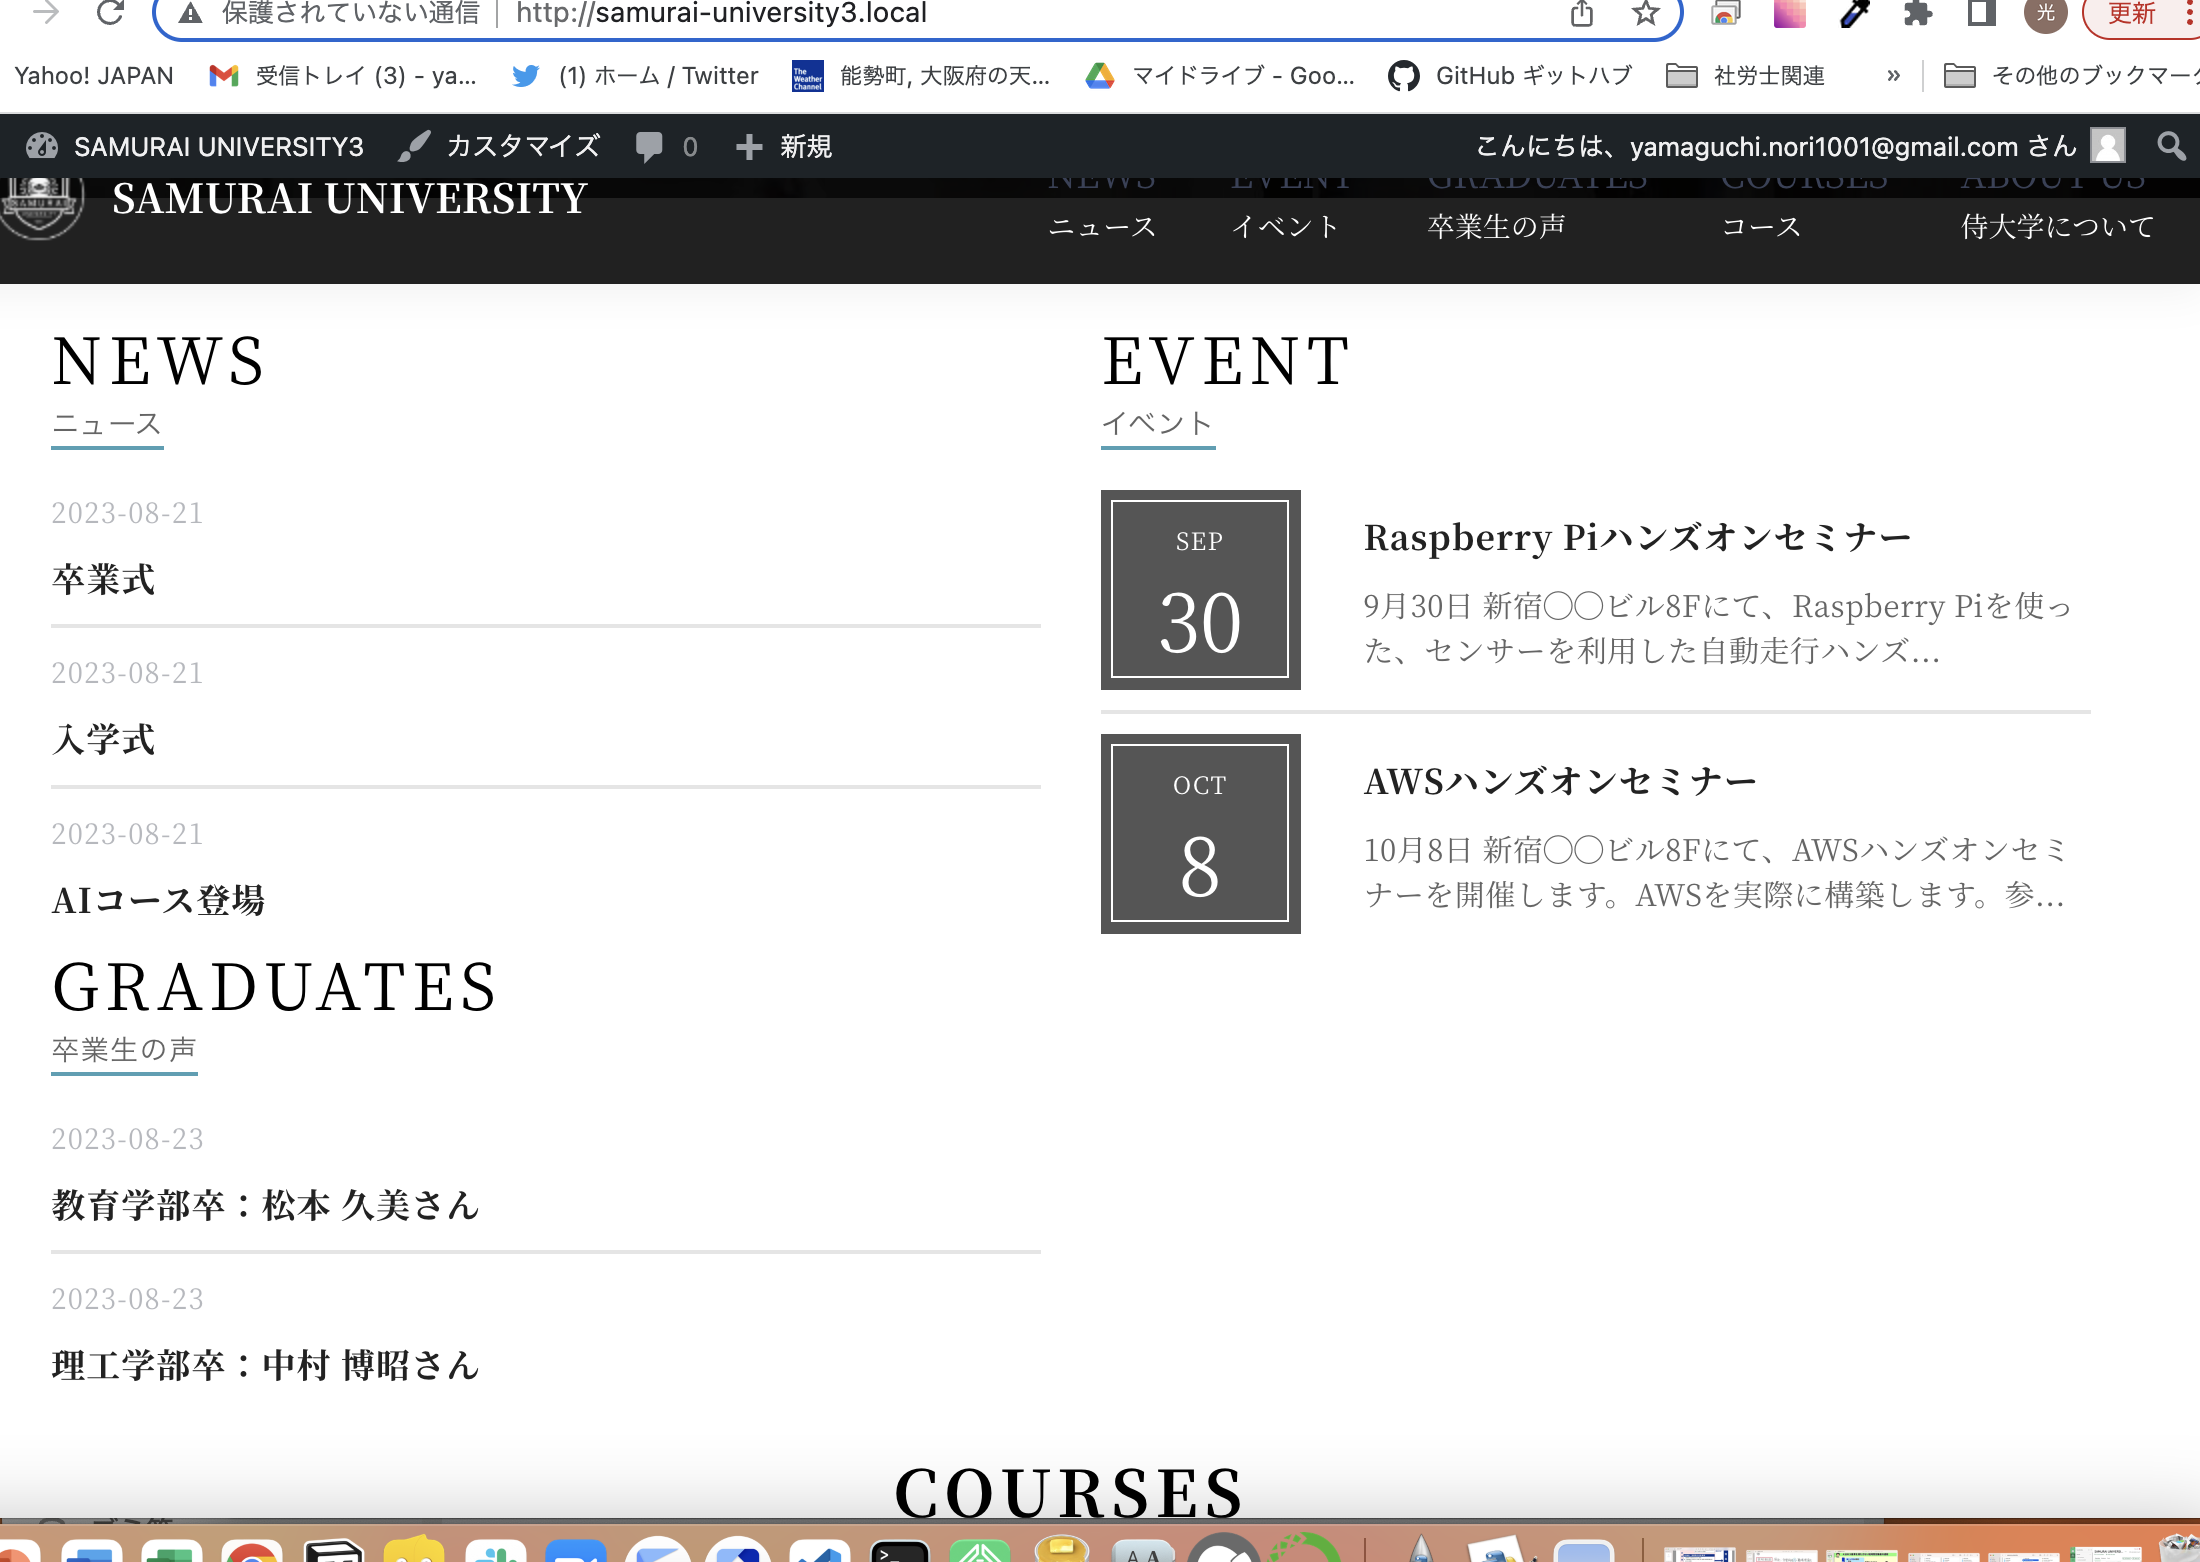 保護されていない通信 | http://samurai-university3.local
更新
光
Yahoo! JAPAN 受信トレイ (3) - ya... (1) ホーム / Twitter The Weather Channel 能勢町, 大阪府の天... マイドライブ - Goo... GitHub ギットハブ 社労士関連 » その他のブックマーク
SAMURAI UNIVERSITY3 カスタマイズ 0 新規 こんにちは、yamaguchi.nori1001@gmail.com さん
SAMURAI UNIVERSITY
NEWS EVENT GRADUATES COURSES ABOUT US
ニュース イベント 卒業生の声 コース 侍大学について
NEWS
ニュース
2023-08-21
卒業式
2023-08-21
入学式
2023-08-21
AIコース登場
EVENT
イベント
SEP
30
Raspberry Piハンズオンセミナー
9月30日 新宿◯◯ビル8Fにて、Raspberry Piを使っ
た、センサーを利用した自動走行ハンズ...
OCT
8
AWSハンズオンセミナー
10月8日 新宿◯◯ビル8Fにて、AWSハンズオンセミ
ナーを開催します。AWSを実際に構築します。参...
GRADUATES
卒業生の声
2023-08-23
教育学部卒：松本 久美さん
2023-08-23
理工学部卒：中村 博昭さん
COURSES